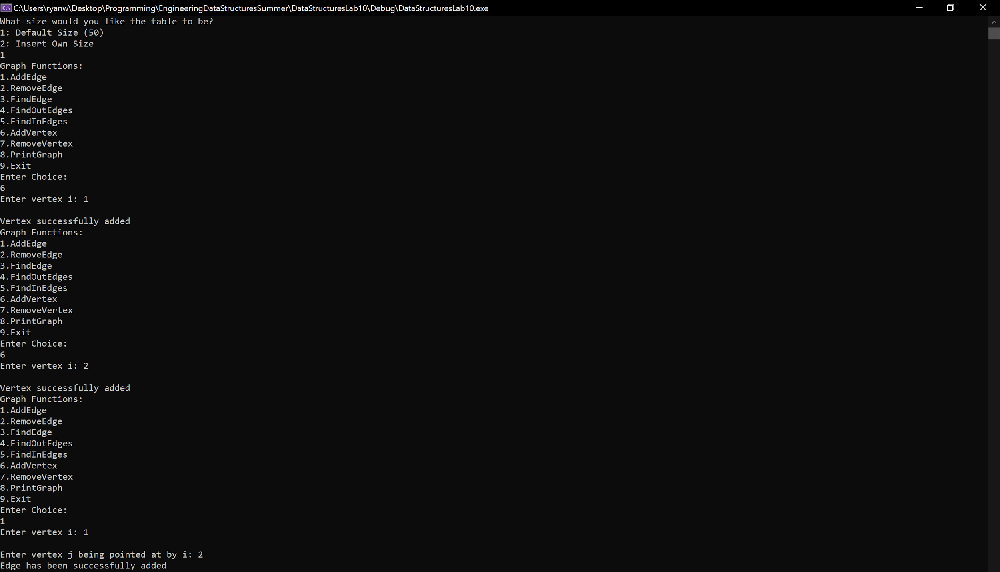 C:\Users\ryanw\Desktop\Programming\EngineeringDataStructuresSummer\DataStructuresLab10\Debug\DataStructuresLab10.exe
What size would you like the table to be?
1: Default Size (50)
2: Insert Own Size
1
Graph Functions:
1.AddEdge
2.RemoveEdge
3.FindEdge
4.FindOutEdges
5.FindInEdges
6.AddVertex
7.RemoveVertex
8.PrintGraph
9.Exit
Enter Choice:
6
Enter vertex i: 1
Vertex successfully added
Graph Functions:
1.AddEdge
2.RemoveEdge
3.FindEdge
4.FindOutEdges
5.FindInEdges
6.AddVertex
7.RemoveVertex
8.PrintGraph
9.Exit
Enter Choice:
6
Enter vertex i: 2
Vertex successfully added
Graph Functions:
1.AddEdge
2.RemoveEdge
3.FindEdge
4.FindOutEdges
5.FindInEdges
6.AddVertex
7.RemoveVertex
8.PrintGraph
9.Exit
Enter Choice:
1
Enter vertex i: 1
Enter vertex j being pointed at by i: 2
Edge has been successfully added